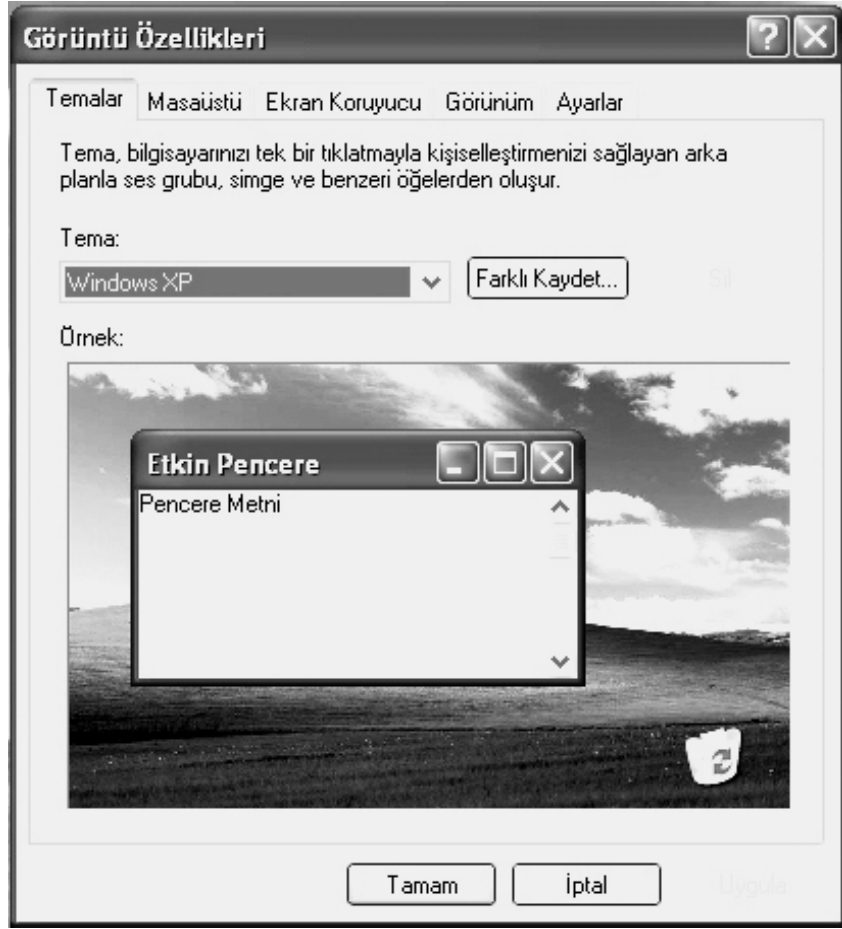 Görüntü Özellikleri
Temalar Masaüstü Ekran Koruyucu Görünüm Ayarlar
Tema, bilgisayarınızı tek bir tıklatmayla kişiselleştirmenizi sağlayan arka
planla ses grubu, simge ve benzeri öğelerden oluşur.
Tema:
Windows XP Farklı Kaydet... Sil
Örnek:
Etkin Pencere
Pencere Metni
Tamam İptal Uygula